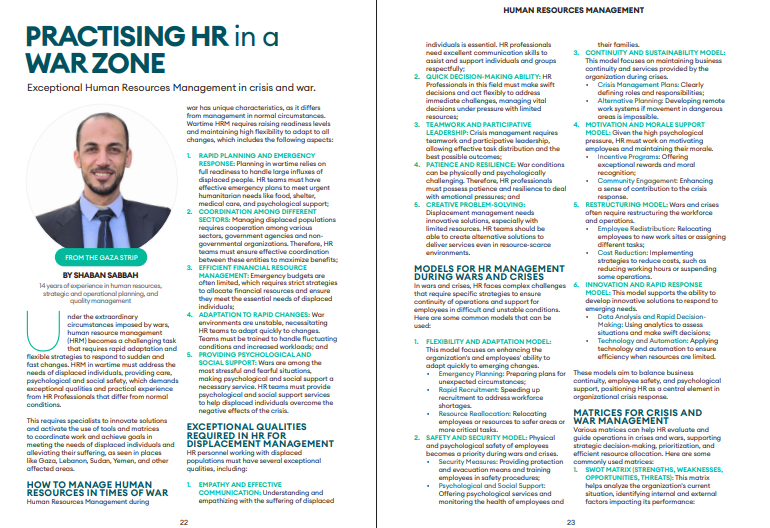 PRACTISING HR in a
WAR ZONE
Exceptional Human Resources Management in crisis and war.
FROM THE GAZA STRIP
BY SHABAN SABBAH
14 years of experience in human resources,
strategic and operational planning, and
quality management
Under the extraordinary
circumstances imposed by wars,
human resource management
(HRM) becomes a challenging task
that requires rapid adaptation and
flexible strategies to respond to sudden and
fast changes. HRM in wartime must address the
needs of displaced individuals, providing care,
psychological and social safety, which demands
exceptional qualities and practical experience
from HR Professionals that differ from normal
conditions.
This requires specialists to innovate solutions
and activate the use of tools and matrices
to coordinate work and achieve goals in
meeting the needs of displaced individuals and
alleviating their suffering, as seen in places
like Gaza, Lebanon, Sudan, Yemen, and other
affected areas.
HOW TO MANAGE HUMAN
RESOURCES IN TIMES OF WAR
Human Resources Management during
war has unique characteristics, as it differs
from management in normal circumstances.
Wartime HRM requires raising readiness levels
and maintaining high flexibility to adapt to all
changes, which includes the following aspects:
1. RAPID PLANNING AND EMERGENCY
RESPONSE: Planning in wartime relies on
full readiness to handle large influxes of
displaced people. HR teams must have
effective emergency plans to meet urgent
humanitarian needs like food, shelter,
medical care, and psychological support;
2. COORDINATION AMONG DIFFERENT
SECTORS: Managing displaced populations
requires cooperation among various
sectors, government agencies and non-
governmental organizations. Therefore, HR
teams must ensure effective coordination
between these entities to maximize benefits;
3. EFFICIENT FINANCIAL RESOURCE
MANAGEMENT: Emergency budgets are
often limited, which requires strict strategies
to allocate financial resources and ensure
they meet the essential needs of displaced
individuals;
4. ADAPTATION TO RAPID CHANGES: War
environments are unstable, necessitating
HR teams to adapt quickly to changes.
Teams must be trained to handle fluctuating
conditions and increased workloads; and
5. PROVIDING PSYCHOLOGICAL AND
SOCIAL SUPPORT: Wars are among the
most stressful and fearful situations,
making psychological and social support a
necessary service. HR teams must provide
psychological and social support services
to help displaced individuals overcome the
negative effects of the crisis.
EXCEPTIONAL QUALITIES
REQUIRED IN HR FOR
DISPLACEMENT MANAGEMENT
HR personnel working with displaced
populations must have several exceptional
qualities, including:
1. EMPATHY AND EFFECTIVE
COMMUNICATION: Understanding and
empathizing with the suffering of displaced
22
HUMAN RESOURCES MANAGEMENT
individuals is essential. HR professionals
need excellent communication skills to
assist and support individuals and groups
respectfully;
2. QUICK DECISION-MAKING ABILITY: HR
Professionals in this field must make swift
decisions and act flexibly to address
immediate challenges, managing vital
decisions under pressure with limited
resources;
3. TEAMWORK AND PARTICIPATIVE
LEADERSHIP: Crisis management requires
teamwork and participative leadership,
allowing effective task distribution and the
best possible outcomes;
4. PATIENCE AND RESILIENCE: War conditions
can be physically and psychologically
challenging. Therefore, HR professionals
must possess patience and resilience to deal
with emotional pressures; and
5. CREATIVE PROBLEM-SOLVING:
Displacement management needs
innovative solutions, especially with
limited resources. HR teams should be
able to create alternative solutions to
deliver services even in resource-scarce
environments.
MODELS FOR HR MANAGEMENT
DURING WARS AND CRISES
In wars and crises, HR faces complex challenges
that require specific strategies to ensure
continuity of operations and support for
employees in difficult and unstable conditions.
Here are some common models that can be
used:
1. FLEXIBILITY AND ADAPTATION MODEL:
This model focuses on enhancing the
organization's and employees' ability to
adapt quickly to emerging changes.
• Emergency Planning: Preparing plans for
unexpected circumstances;
• Rapid Recruitment: Speeding up
recruitment to address workforce
shortages.
• Resource Reallocation: Relocating
employees or resources to safer areas or
more critical tasks.
2. SAFETY AND SECURITY MODEL: Physical
and psychological safety of employees
becomes a priority during wars and crises.
• Security Measures: Providing protection
and evacuation means and training
employees in safety procedures;
• Psychological and Social Support:
Offering psychological services and
monitoring the health of employees and
their families.
3. CONTINUITY AND SUSTAINABILITY MODEL:
This model focuses on maintaining business
continuity and services provided by the
organization during crises.
• Crisis Management Plans: Clearly
defining roles and responsibilities;
• Alternative Planning: Developing remote
work systems if movement in dangerous
areas is impossible.
4. MOTIVATION AND MORALE SUPPORT
MODEL: Given the high psychological
pressure, HR must work on motivating
employees and maintaining their morale.
• Incentive Programs: Offering
exceptional rewards and moral
recognition;
• Community Engagement: Enhancing
a sense of contribution to the crisis
response.
5. RESTRUCTURING MODEL: Wars and crises
often require restructuring the workforce
and operations.
• Employee Redistribution: Relocating
employees to new work sites or assigning
different tasks;
• Cost Reduction: Implementing
strategies to reduce costs, such as
reducing working hours or suspending
some operations.
6. INNOVATION AND RAPID RESPONSE
MODEL: This model supports the ability to
develop innovative solutions to respond to
emerging needs.
• Data Analysis and Rapid Decision-
Making: Using analytics to assess
situations and make swift decisions;
• Technology and Automation: Applying
technology and automation to ensure
efficiency when resources are limited.
These models aim to balance business
continuity, employee safety, and psychological
support, positioning HR as a central element in
organizational crisis response.
MATRICES FOR CRISIS AND
WAR MANAGEMENT
Various matrices can help HR evaluate and
guide operations in crises and wars, supporting
strategic decision-making, prioritization, and
efficient resource allocation. Here are some
commonly used matrices:
1. SWOT MATRIX (STRENGTHS, WEAKNESSES,
OPPORTUNITIES, THREATS): This matrix
helps analyze the organization's current
situation, identifying internal and external
factors impacting its performance:
23